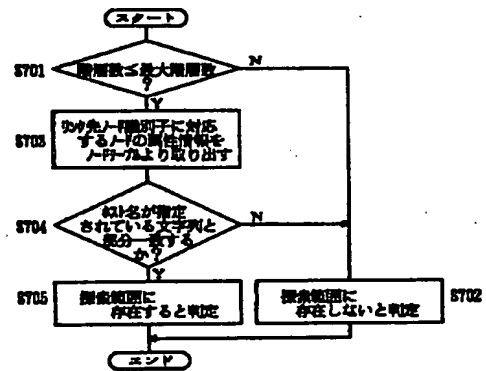 スタート
S701
階層数≦最大階層数
?
N
Y
S703
リンク先ノード識別子に対応
するノードの属性情報を
ノードテーブルより取り出す
S704
ホスト名が指定
されている文字列と
部分一致する
か?
N
Y
S705
探索範囲に
存在すると判定
探索範囲に
存在しないと判定
S702
エンド